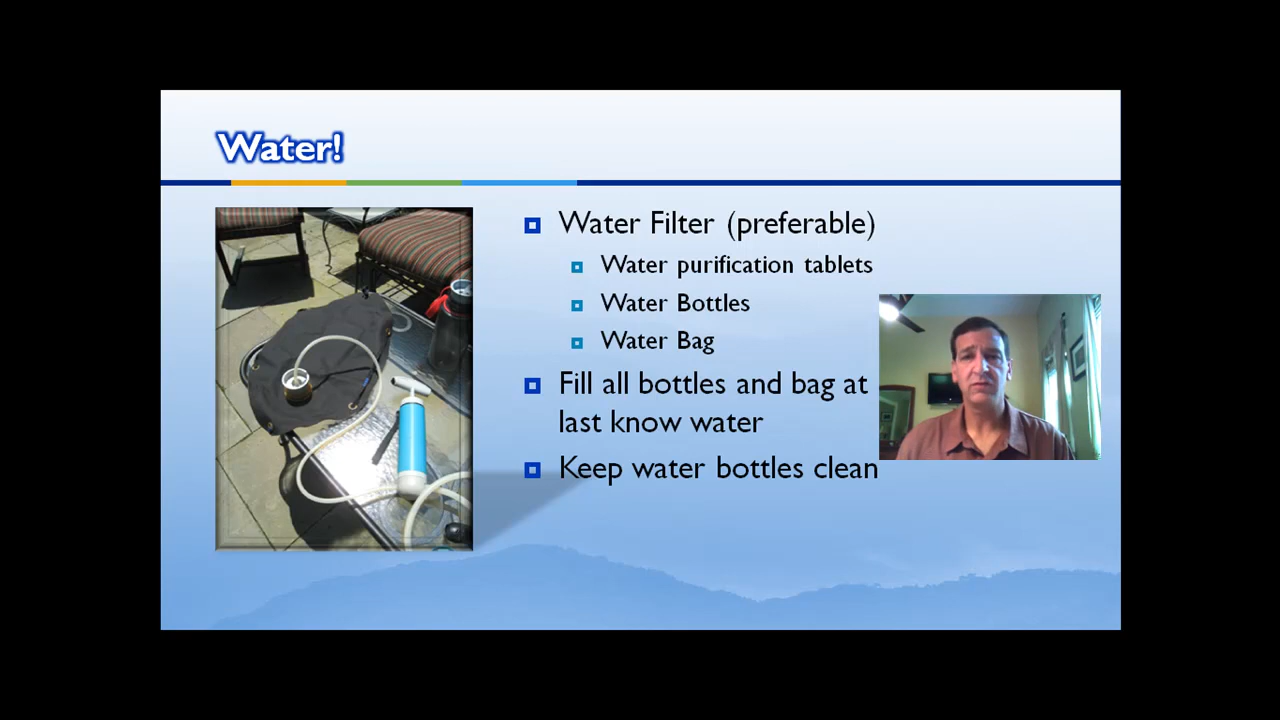 Water!
Water Filter (preferable)
Water purification tablets
Water Bottles
Water Bag
Fill all bottles and bag at
last know water
Keep water bottles clean